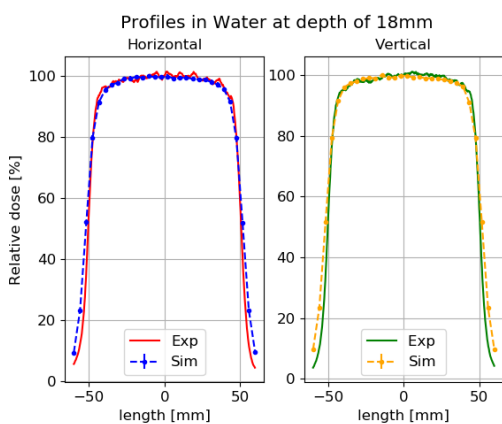 Profiles in Water at depth of 18mm
Horizontal
Vertical
Relative dose [%]
100
80
60
40
20
0
100
80
60
40
20
0
Exp
Sim
Exp
Sim
−50
0
50
−50
0
50
length [mm]
length [mm]